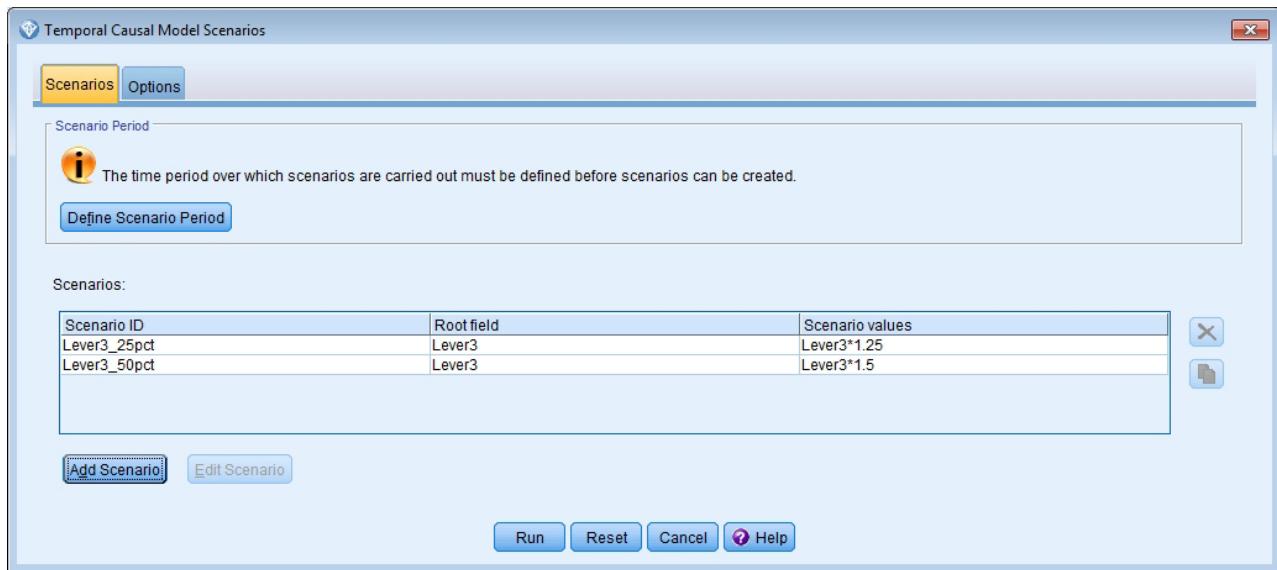 Temporal Causal Model Scenarios
Scenarios Options
Scenario Period
The time period over which scenarios are carried out must be defined before scenarios can be created.
Define Scenario Period
Scenarios:
Scenario ID Root field Scenario values
Lever3_25pct Lever3 Lever3*1.25
Lever3_50pct Lever3 Lever3*1.5
Add Scenario Edit Scenario
Run Reset Cancel Help